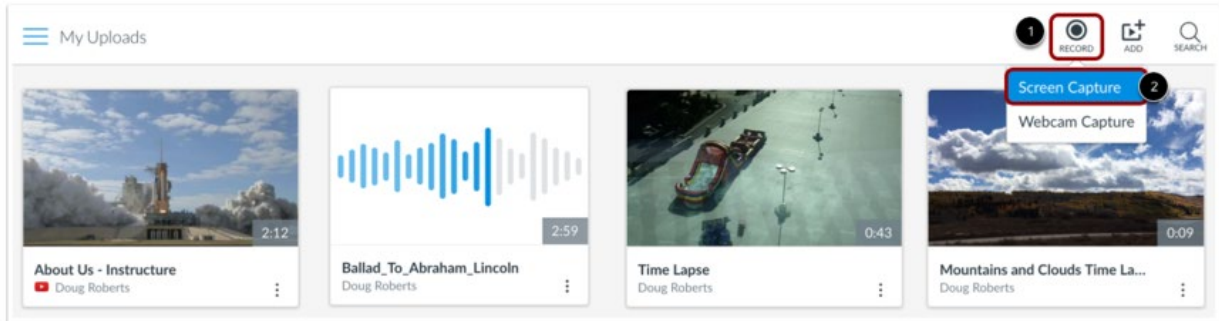 My Uploads
1
RECORD
ADD
SEARCH
Screen Capture 2
Webcam Capture
2:12
2:59
0:43
0:09
About Us - Instructure
Doug Roberts
Ballad_To_Abraham_Lincoln
Doug Roberts
Time Lapse
Doug Roberts
Mountains and Clouds Time La...
Doug Roberts